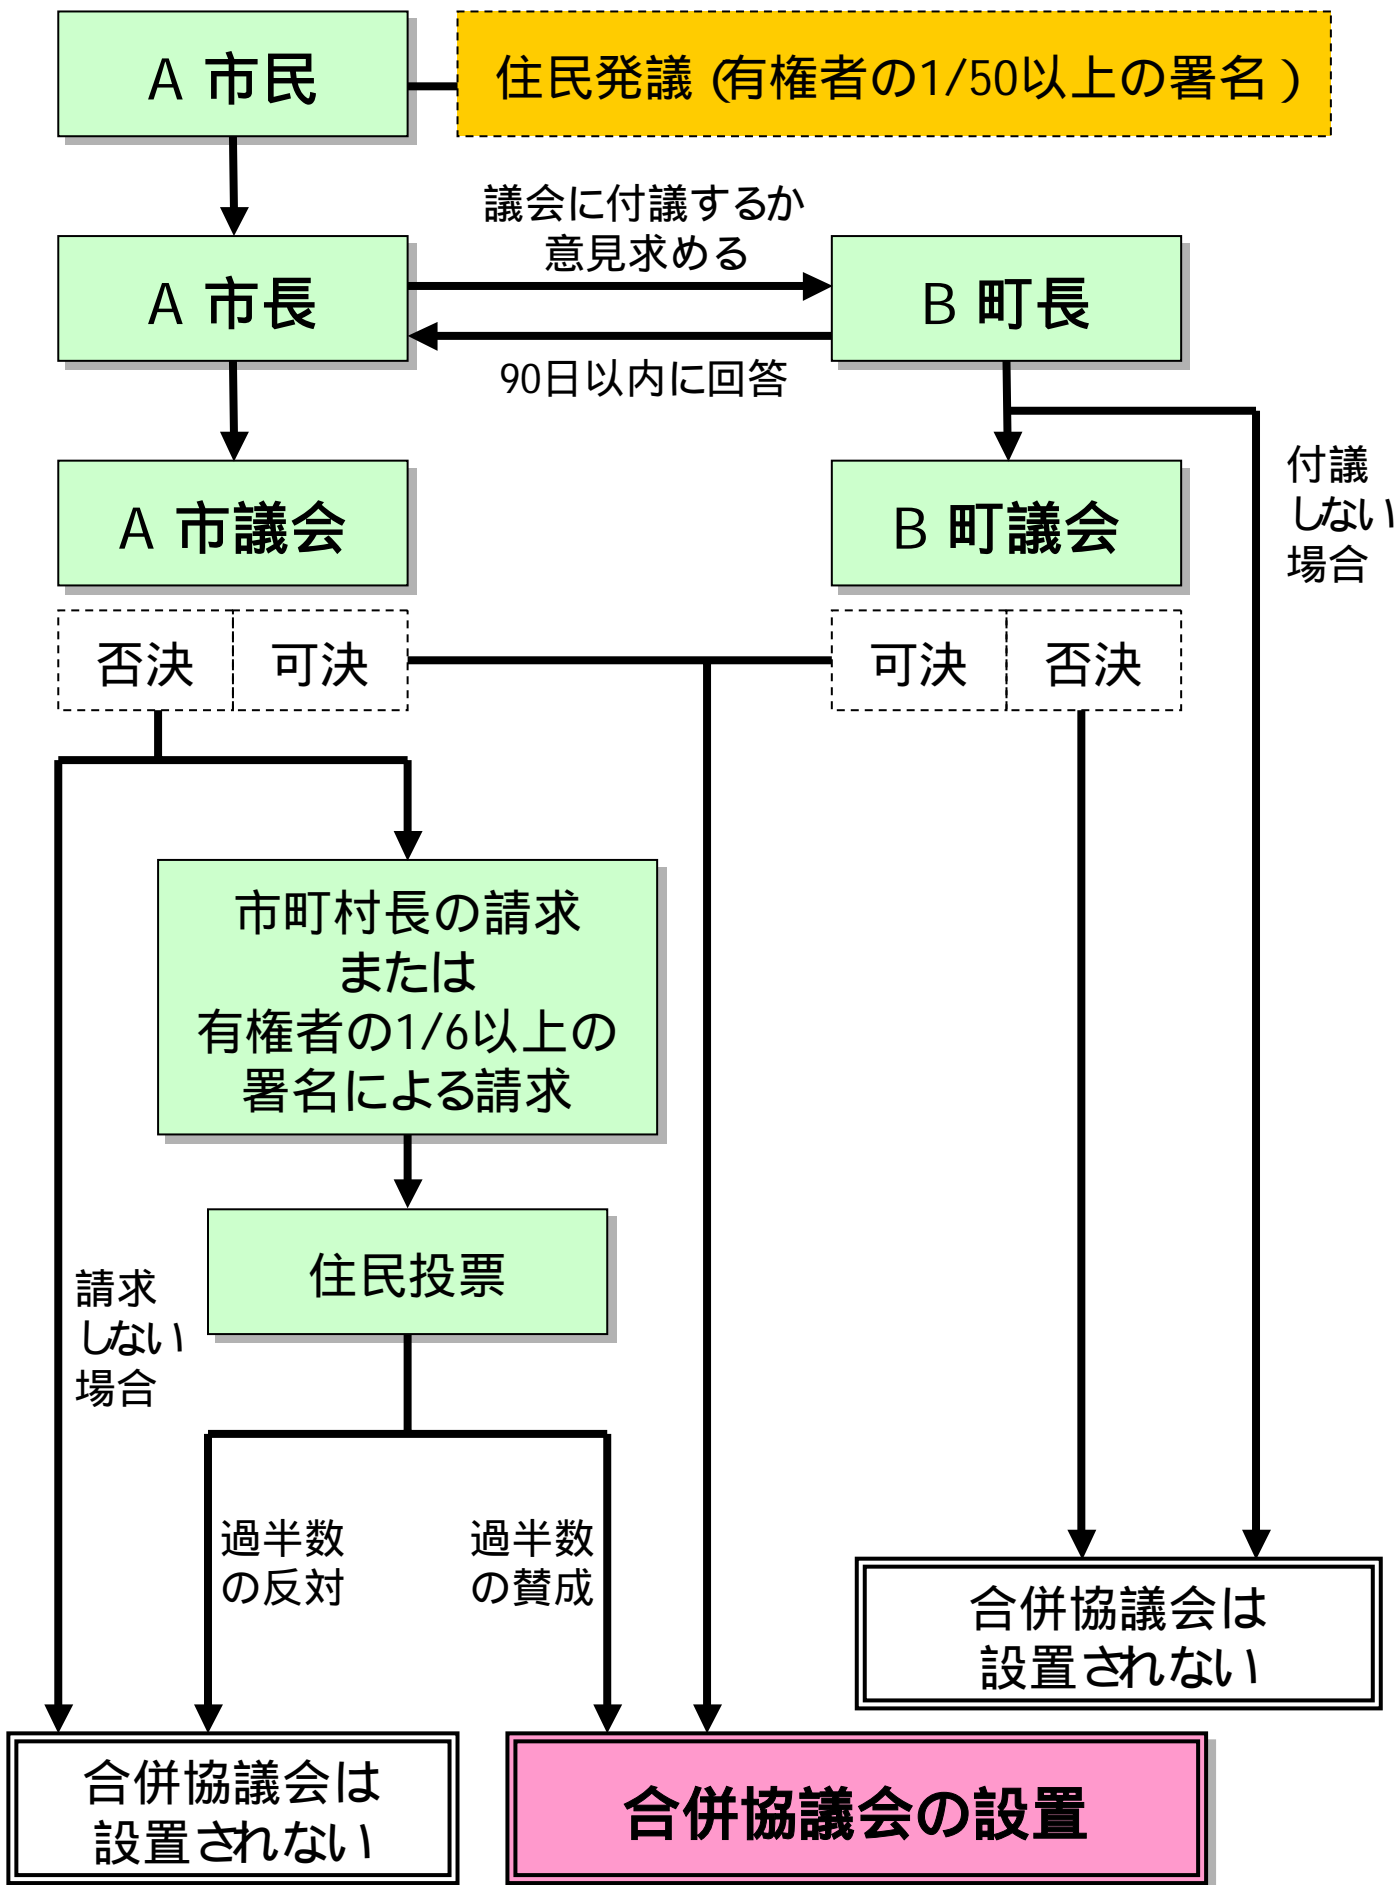 A 市民
住民発議（有権者の1/50以上の署名）
議会に付議するか
意見求める
A 市長
B 町長
90日以内に回答
付議
しない
場合
A 市議会
B 町議会
否決
可決
可決
否決
市町村長の請求
または
有権者の1/6以上の
署名による請求
住民投票
請求
しない
場合
過半数
の反対
過半数
の賛成
合併協議会は
設置されない
合併協議会は
設置されない
合併協議会の設置